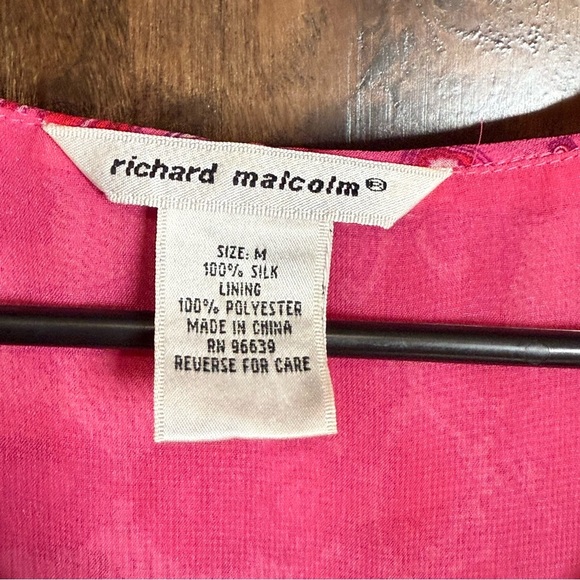 richard malcolm®
SIZE: M
100% SILK
LINING
100% POLYESTER
MADE IN CHINA
RN 96639
REVERSE FOR CARE